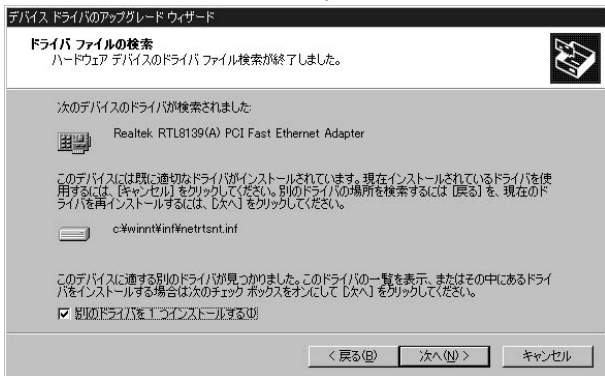 デバイス ドライバのアップグレード ウィザード
ドライバ ファイルの検索
ハードウェア デバイスのドライバ ファイル検索が終了しました。
次のデバイスのドライバが検索されました:
Realtek RTL8139(A) PCI Fast Ethernet Adapter
このデバイスには既に適切なドライバがインストールされています。現在インストールされているドライバを使
用するには、[キャンセル] をクリックしてください。別のドライバの場所を検索するには [戻る] を、現在のド
ライバを再インストールするには、[次へ] をクリックしてください。
c:¥winnt¥inf¥netrtsnt.inf
このデバイスに適する別のドライバが見つかりました。このドライバの一覧を表示、またはその中にあるドライ
バをインストールする場合は次のチェック ボックスをオンにして [次へ] をクリックしてください。
別のドライバを 1 つインストールする(I)
< 戻る(B)
次へ(N) >
キャンセル